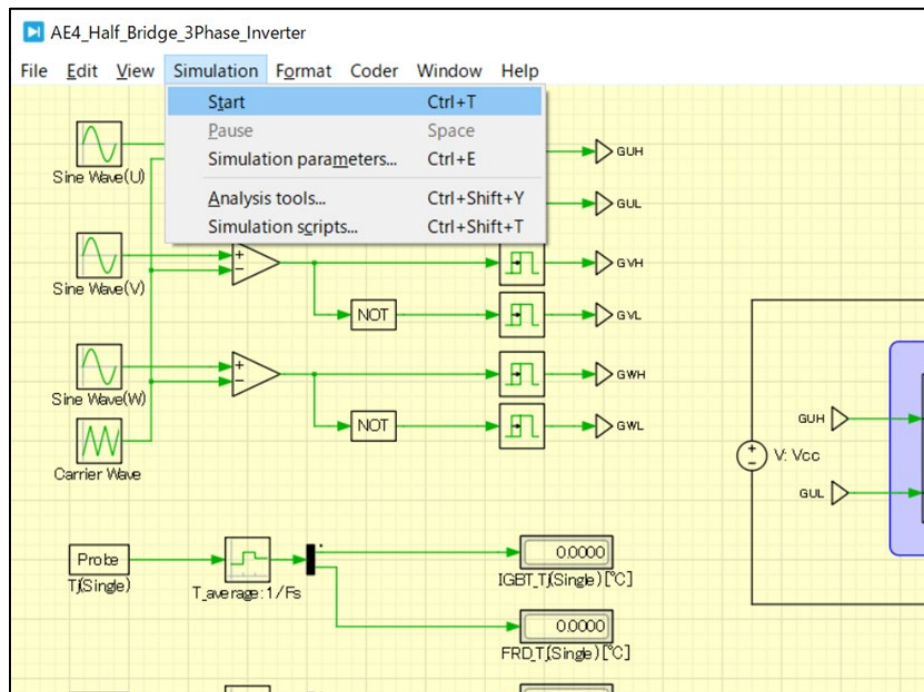 AE4_Half_Bridge_3Phase_Inverter
File Edit View Simulation Format Coder Window Help
Start Ctrl+T
Pause Space
Simulation parameters... Ctrl+E
Analysis tools... Ctrl+Shift+Y
Simulation scripts... Ctrl+Shift+T
Sine Wave(U)
GUH
GUL
Sine Wave(V)
GVH
NOT
GVL
Sine Wave(W)
GWH
NOT
GWL
Carrier Wave
GUH
V: Vcc
GUL
Probe
Tj(Single)
T_average:1/Fs
0.0000
IGBT_Tj(Single)[°C]
0.0000
FRD_Tj(Single)[°C]